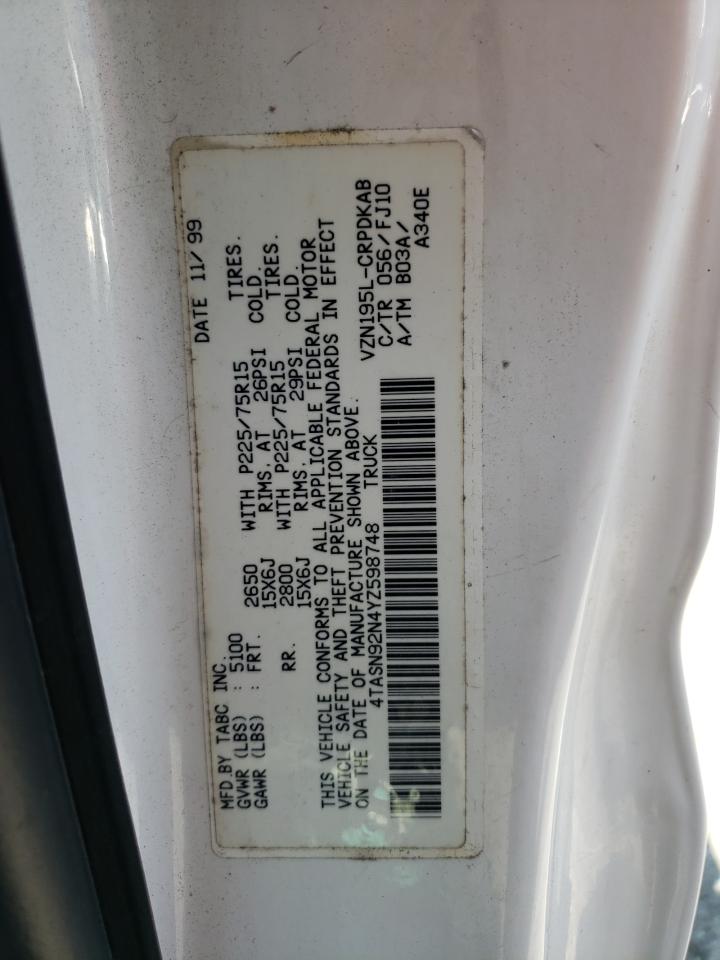 DATE 11/99
MFD BY TABC INC.
GVWR (LBS) : 5100
GAWR (LBS) : FRT. 2650 WITH P225/75R15 TIRES.
15X6J RIMS. AT 26PSI COLD.
RR. 2800 WITH P225/75R15 TIRES.
15X6J RIMS. AT 29PSI COLD.
THIS VEHICLE CONFORMS TO ALL APPLICABLE FEDERAL MOTOR
VEHICLE SAFETY AND THEFT PREVENTION STANDARDS IN EFFECT
ON THE DATE OF MANUFACTURE SHOWN ABOVE.
4TASN92N4YZ598748 TRUCK
VZN195L-CRPDKAB
C/TR 056/FJ10
A/TM B03A/
A340E